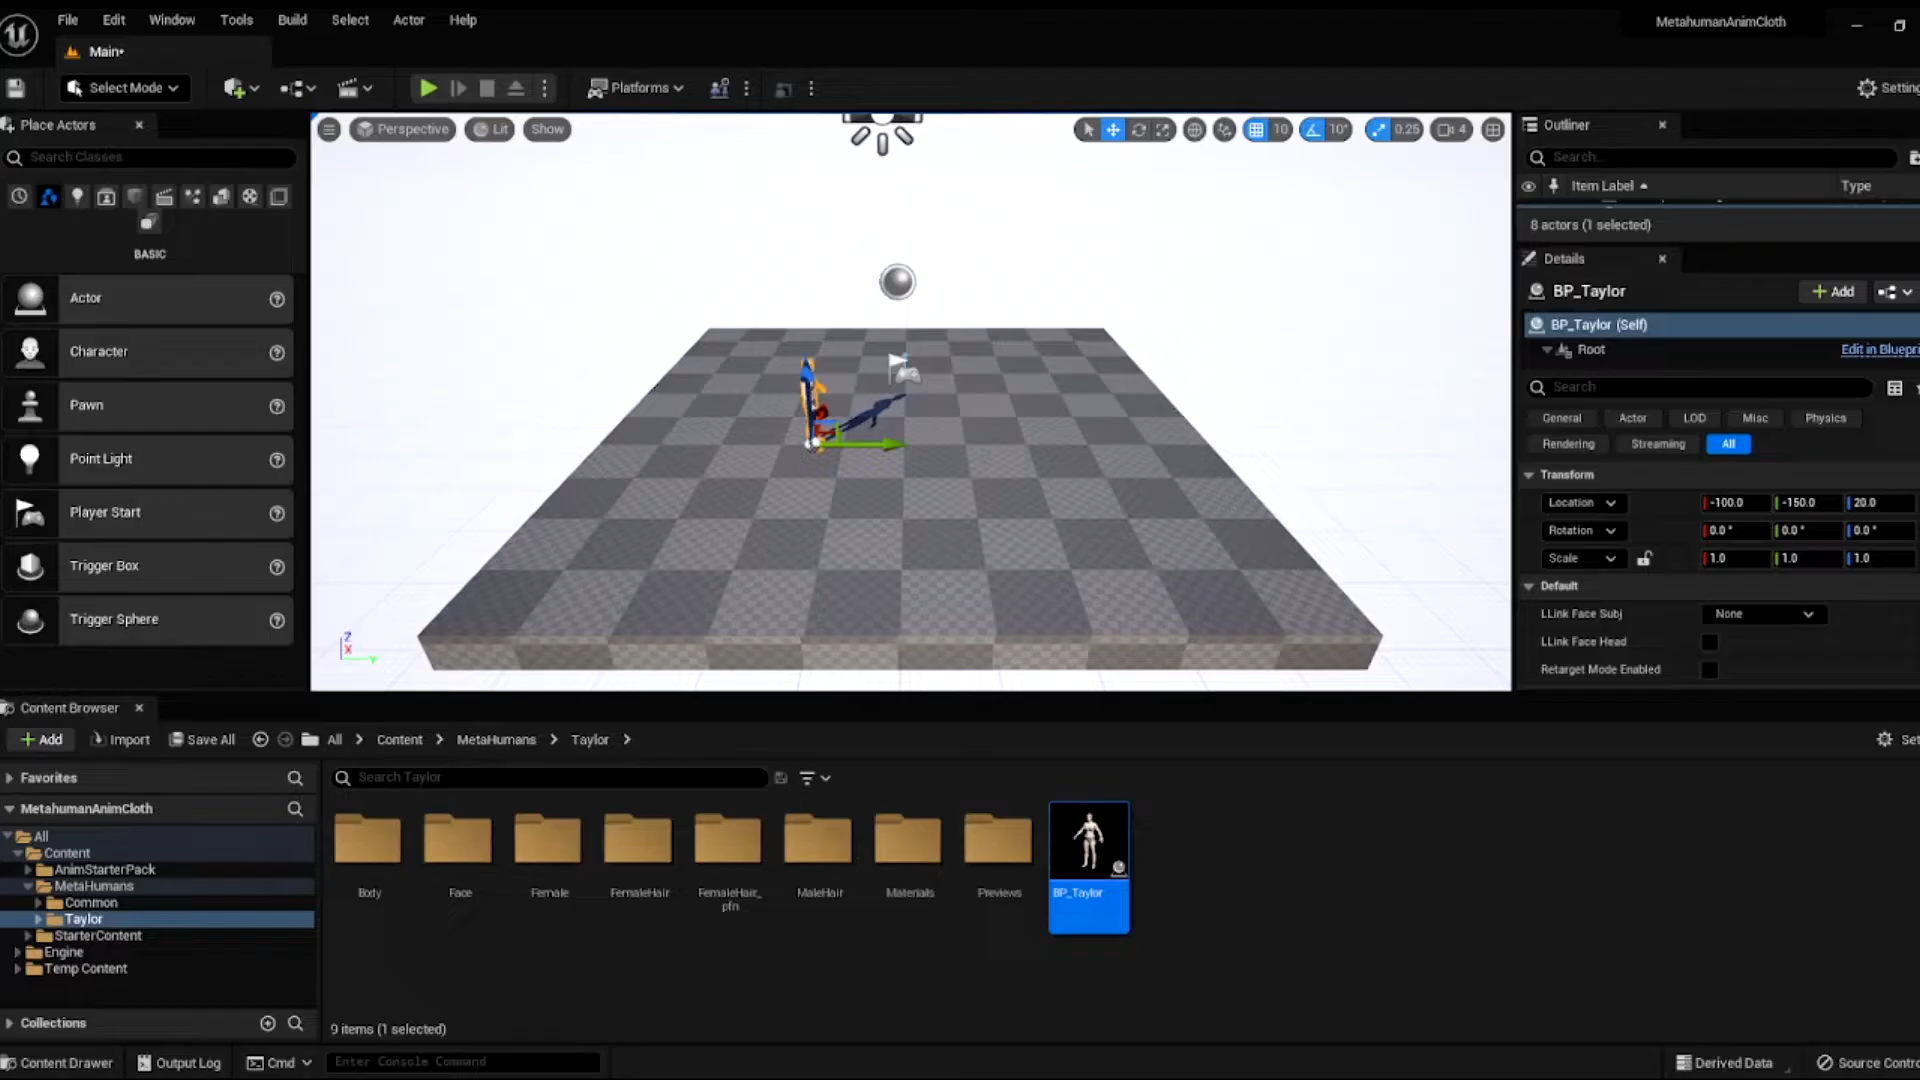 File Edit Window Tools Build Select Actor Help
MetahumanAnimCloth
Main•
Select Mode
Platforms
Setting
Place Actors
Search Classes
BASIC
Actor
Character
Pawn
Point Light
Player Start
Trigger Box
Trigger Sphere
Perspective Lit Show
10 10° 0.25 4
Z
X
Y
Outliner
Search...
Item Label Type
8 actors (1 selected)
Details
BP_Taylor
Add
BP_Taylor (Self)
Root Edit in Bluepri
Search
General Actor LOD Misc Physics
Rendering Streaming All
Transform
Location -100.0 -150.0 20.0
Rotation 0.0° 0.0° 0.0°
Scale 1.0 1.0 1.0
Default
LLink Face Subj None
LLink Face Head
Retarget Mode Enabled
Content Browser
Add Import Save All All Content MetaHumans Taylor
Set
Favorites
MetahumanAnimCloth
All
Content
AnimStarterPack
MetaHumans
Common
Taylor
StarterContent
Engine
Temp Content
Collections
Search Taylor
Body
Face
Female
FemaleHair
FemaleHair_
pfn
MaleHair
Materials
Previews
BP_Taylor
9 items (1 selected)
Content Drawer Output Log Cmd Enter Console Command
Derived Data Source Contro